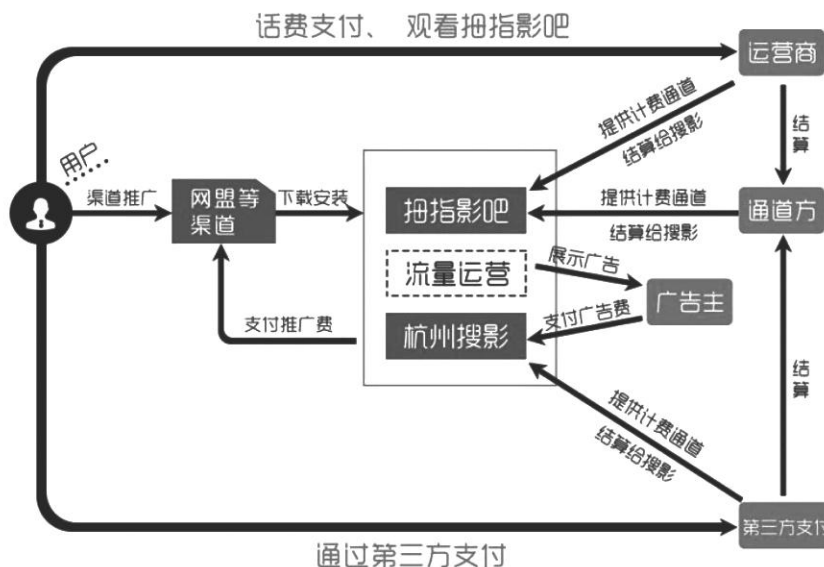 话费支付、 观看拇指影吧
运营商
提供计费通道
结算给搜影
结算
用户
渠道推广
网盟等
渠道
下载安装
拇指影吧
提供计费通道
结算给搜影
通道方
流量运营
展示广告
广告主
支付广告费
杭州搜影
支付推广费
提供计费通道
结算给搜影
结算
第三方支付
通过第三方支付